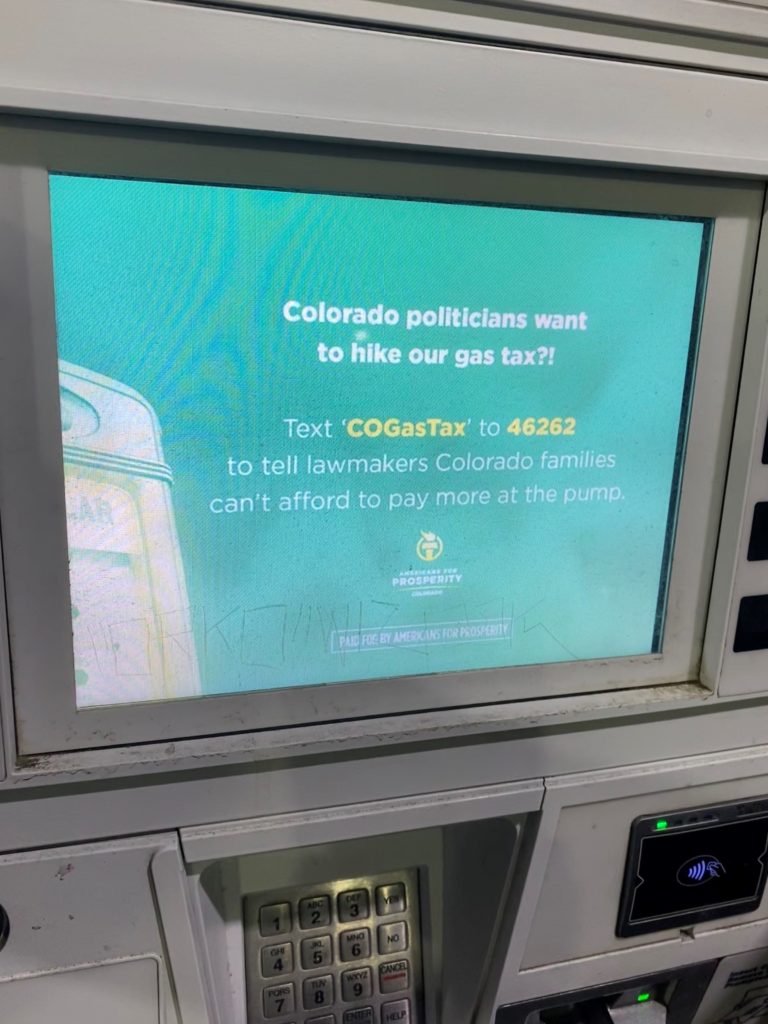 Colorado politicians want
to hike our gas tax?!
Text ‘COGasTax’ to 46262
to tell lawmakers Colorado families
can’t afford to pay more at the pump.
AMERICANS FOR
PROSPERITY
COLORADO
PAID FOR BY AMERICANS FOR PROSPERITY
1
ABC 2
DEF 3
YES
GHI 4
JKL 5
MNO 6
NO
PQRS 7
TUV 8
WXYZ 9
CANCEL
ENTER
HELP